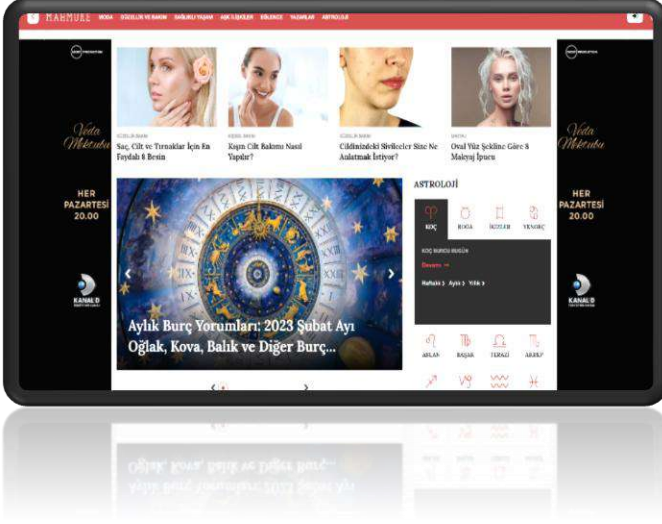 MAHMURE
MODA
GÜZELLİK VE BAKIM
SAĞLIKLI YAŞAM
AŞK İLİŞKİLER
EĞLENCE
YAZARLAR
ASTROLOJİ
Veda
Mektubu
HER
PAZARTESİ
20.00
KANAL D
Saç, Cilt ve Tırnaklar İçin En
Faydalı 8 Besin
Kışın Cilt Bakımı Nasıl
Yapılır?
Cildinizdeki Sivilceler Size Ne
Anlatmak İstiyor?
Oval Yüz Şekline Göre 8
Makyaj İpucu
Aylık Burç Yorumları: 2023 Şubat Ayı
Oğlak, Kova, Balık ve Diğer Burç...
ASTROLOJİ
KOÇ
BOĞA
İKİZLER
YENGEÇ
KOÇ BURCU BUGÜN
Devamı →
Haftalık > Aylık > Yıllık >
ASLAN
BAŞAK
TERAZİ
AKREP
Veda
Mektubu
HER
PAZARTESİ
20.00
KANAL D